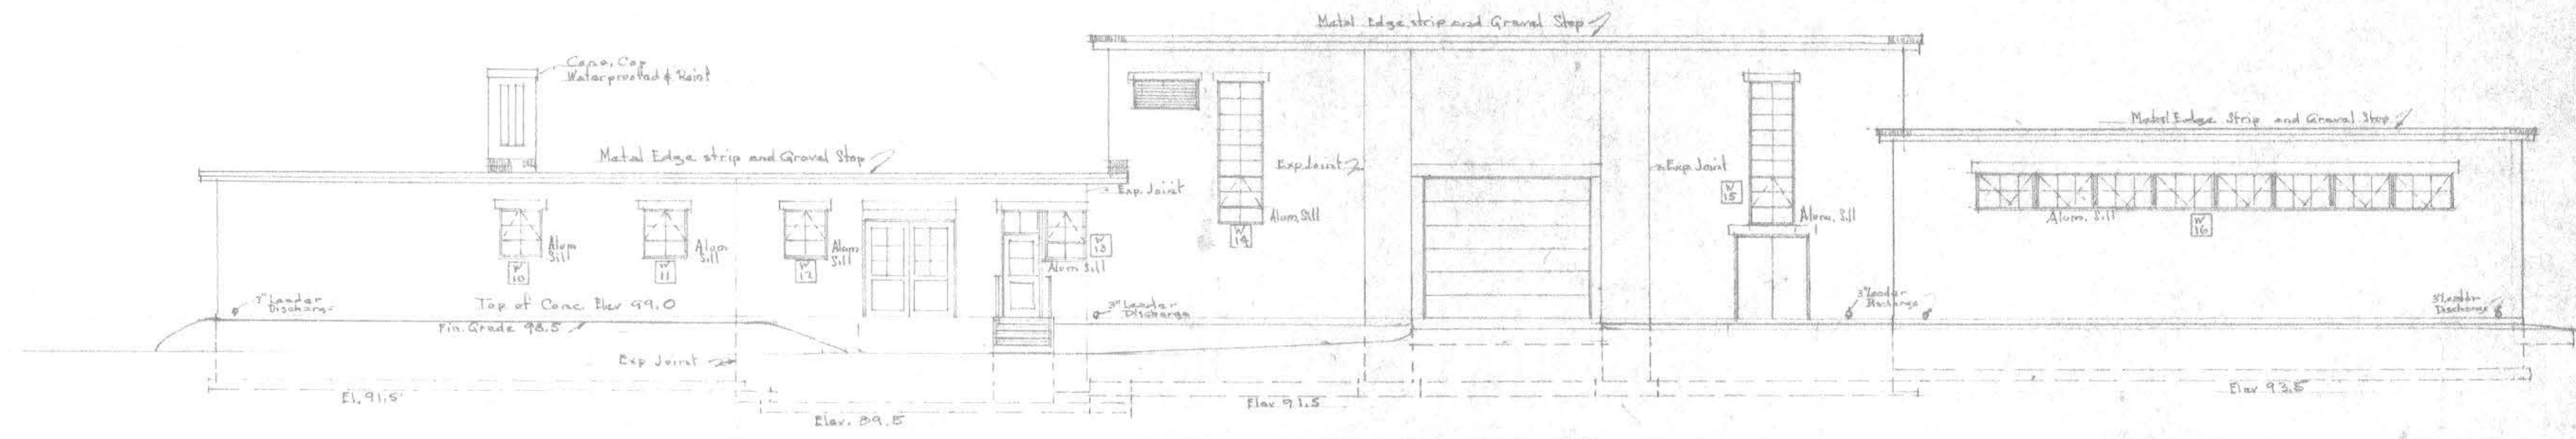 Metal Edge strip and Gravel Stop
Conc. Cap
Waterproofed & Paint
Metal Edge Strip and Gravel Stop
Metal Edge strip and Gravel Stop
Exp. Joint
Exp. Joint
Exp. Joint
W
15
Alum. Sill
Alum. Sill
W
14
Alum. Sill
W
16
Alum
Sill
W
10
Alum
Sill
W
11
Alum
Sill
W
12
W
13
Alum Sill
3" Leader
Discharge
Top of Conc Elev 99.0
Fin. Grade 98.5
3" Leader
Discharge
3" Leader
Discharge
3" Leader
Discharge
Exp Joint
El. 91.5
Elev. 89.5
Elev 91.5
Elev 93.5